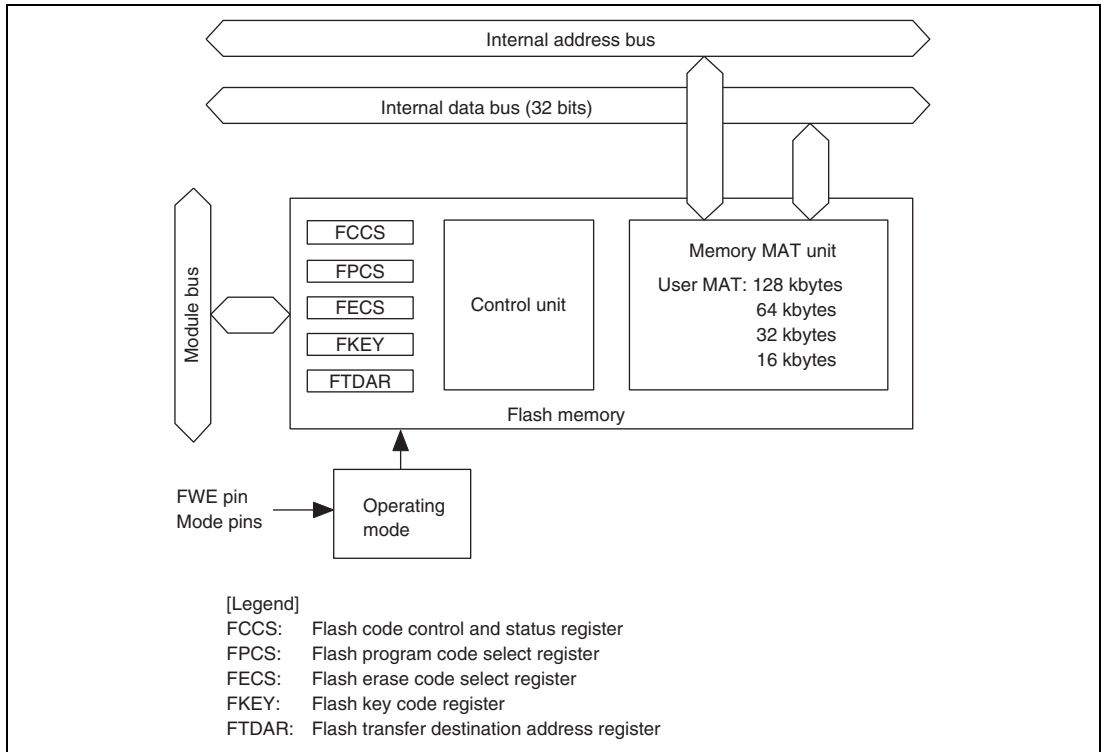 Internal address bus
Internal data bus (32 bits)
Module bus
FCCS
FPCS
FECS
FKEY
FTDAR
Control unit
Memory MAT unit
User MAT: 128 kbytes
64 kbytes
32 kbytes
16 kbytes
Flash memory
FWE pin
Mode pins
Operating
mode
[Legend]
FCCS: Flash code control and status register
FPCS: Flash program code select register
FECS: Flash erase code select register
FKEY: Flash key code register
FTDAR: Flash transfer destination address register